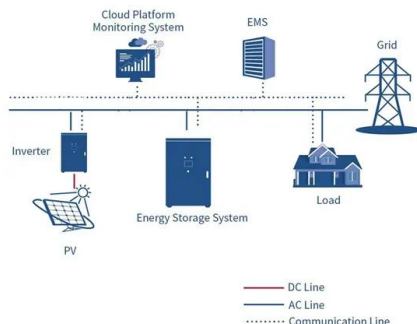 Cloud Platform
Monitoring System
EMS
Grid
Inverter
Energy Storage System
Load
PV
DC Line
AC Line
Communication Line